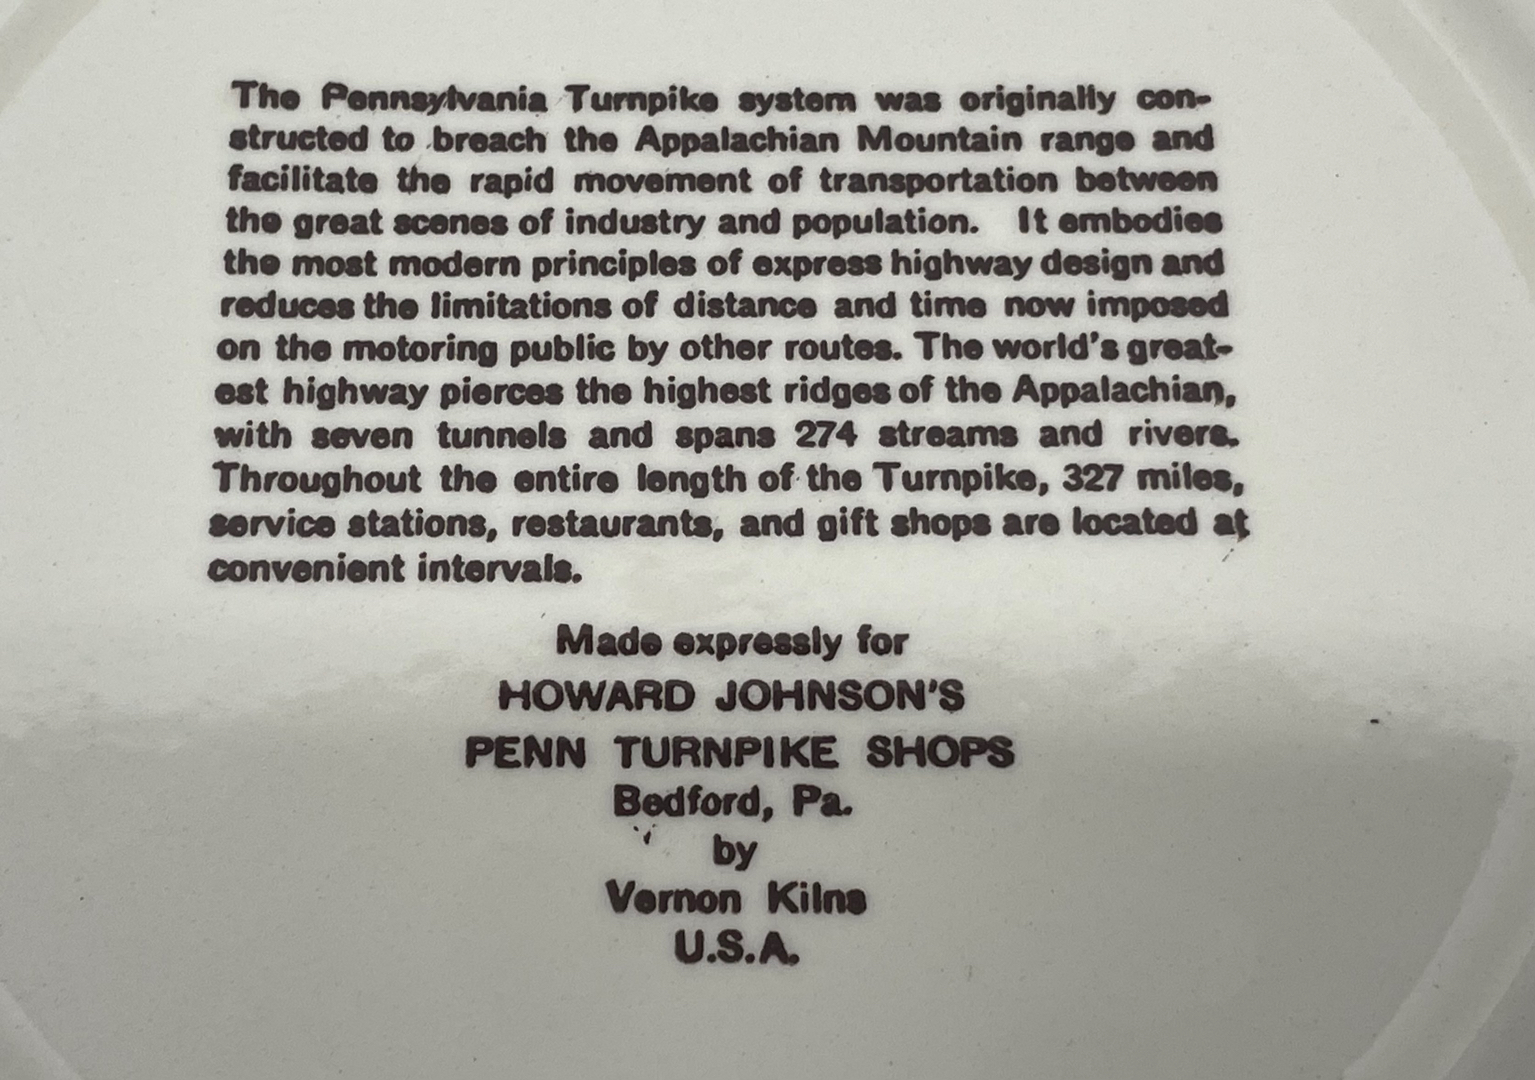 The Pennsylvania Turnpike system was originally con-
structed to breach the Appalachian Mountain range and
facilitate the rapid movement of transportation between
the great scenes of industry and population. It embodies
the most modern principles of express highway design and
reduces the limitations of distance and time now imposed
on the motoring public by other routes. The world's great-
est highway pierces the highest ridges of the Appalachian,
with seven tunnels and spans 274 streams and rivers.
Throughout the entire length of the Turnpike, 327 miles,
service stations, restaurants, and gift shops are located at
convenient intervals.
Made expressly for
HOWARD JOHNSON'S
PENN TURNPIKE SHOPS
Bedford, Pa.
by
Vernon Kilns
U.S.A.